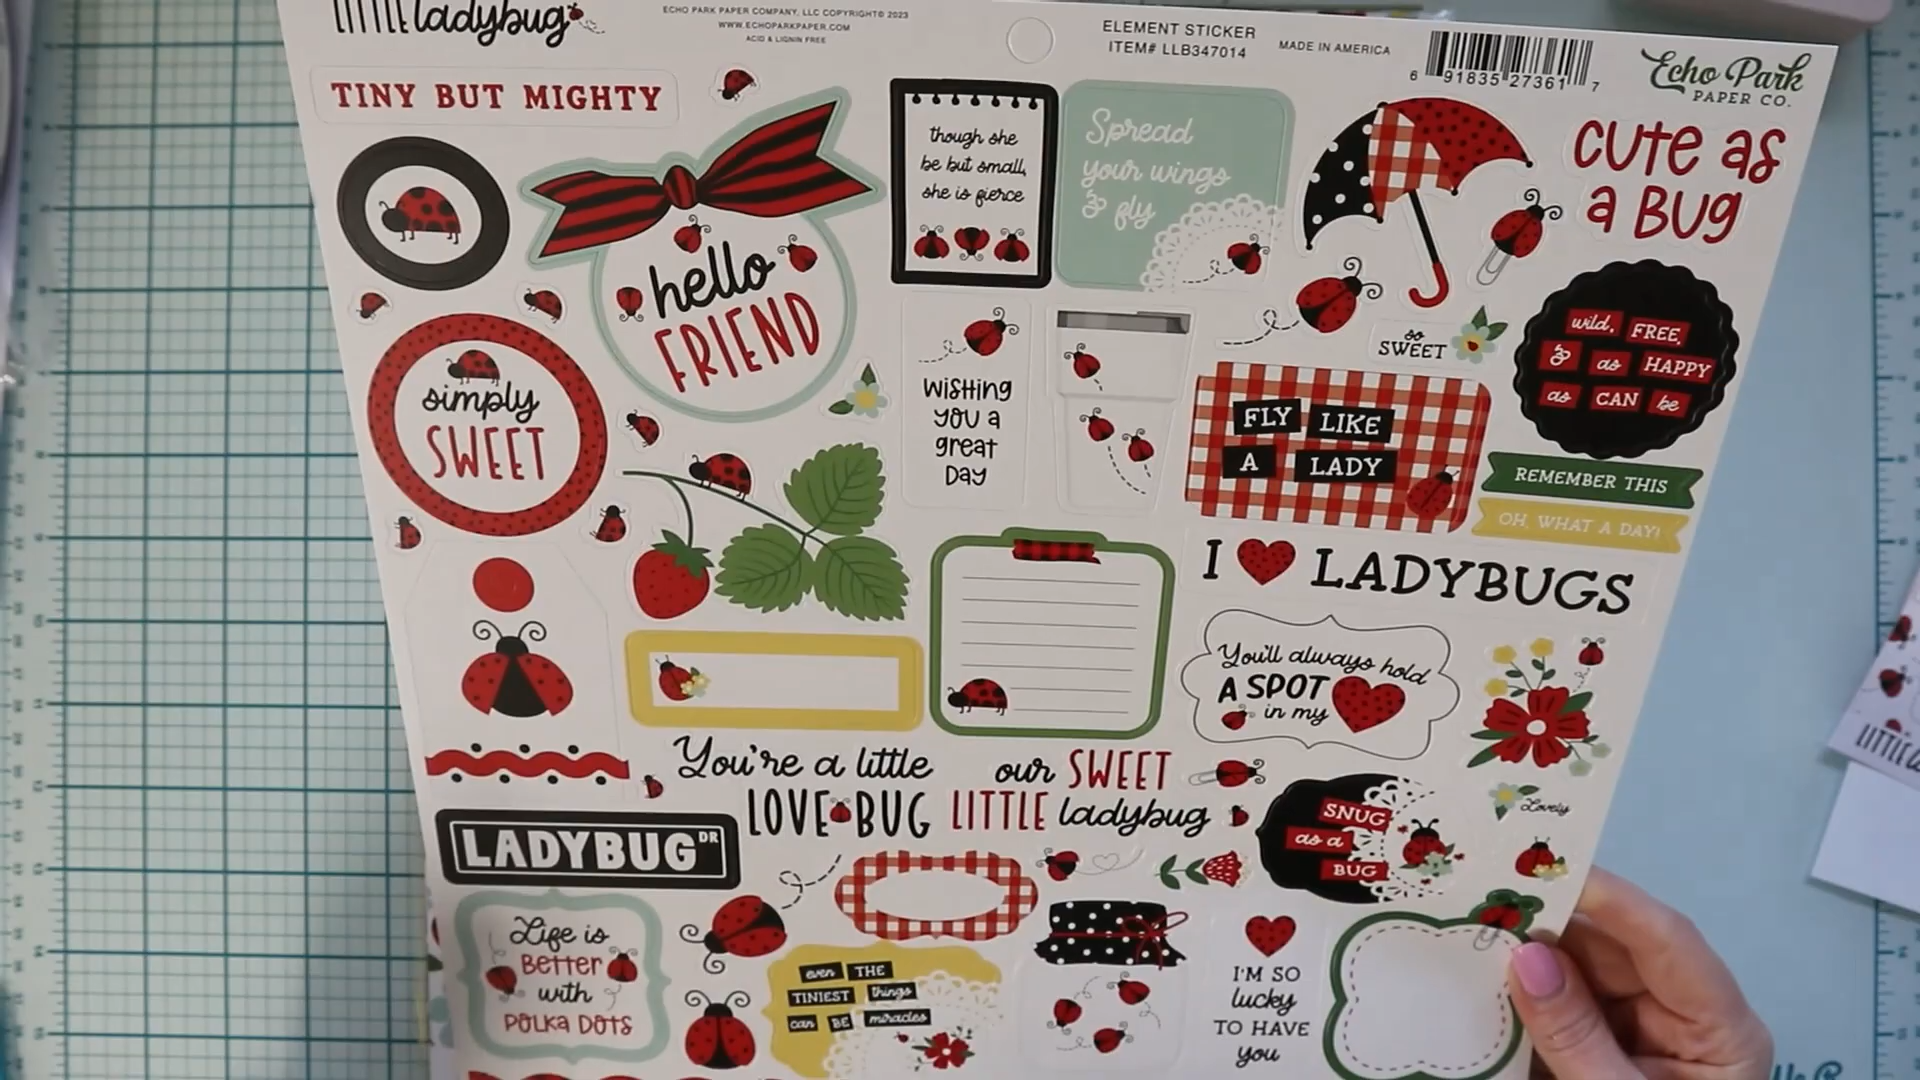 LITTLE ladybug
ECHO PARK PAPER COMPANY, LLC COPYRIGHT© 2023
WWW.ECHOPARKPAPER.COM
ACID & LIGNIN FREE
ELEMENT STICKER
ITEM# LLB347014
MADE IN AMERICA
6 91835 27361 7
Echo Park
PAPER CO.
TINY BUT MIGHTY
hello
FRIEND
though she
be but small,
she is fierce
Spread
your wings
& fly
cute as
a Bug
simply
SWEET
wishing
you a
great
Day
so
SWEET
wild, FREE,
& as HAPPY
as CAN be
FLY LIKE
A LADY
REMEMBER THIS
OH, WHAT A DAY!
I LADYBUGS
You'll always hold
A SPOT
in my
You're a little
LOVE BUG
our SWEET
LITTLE ladybug
SNUG
as a
BUG
Lovely
LADYBUG DR
Life is
Better
with
POLKA DOTS
even THE
TINIEST things
can BE miracles
I'M SO
lucky
TO HAVE
you